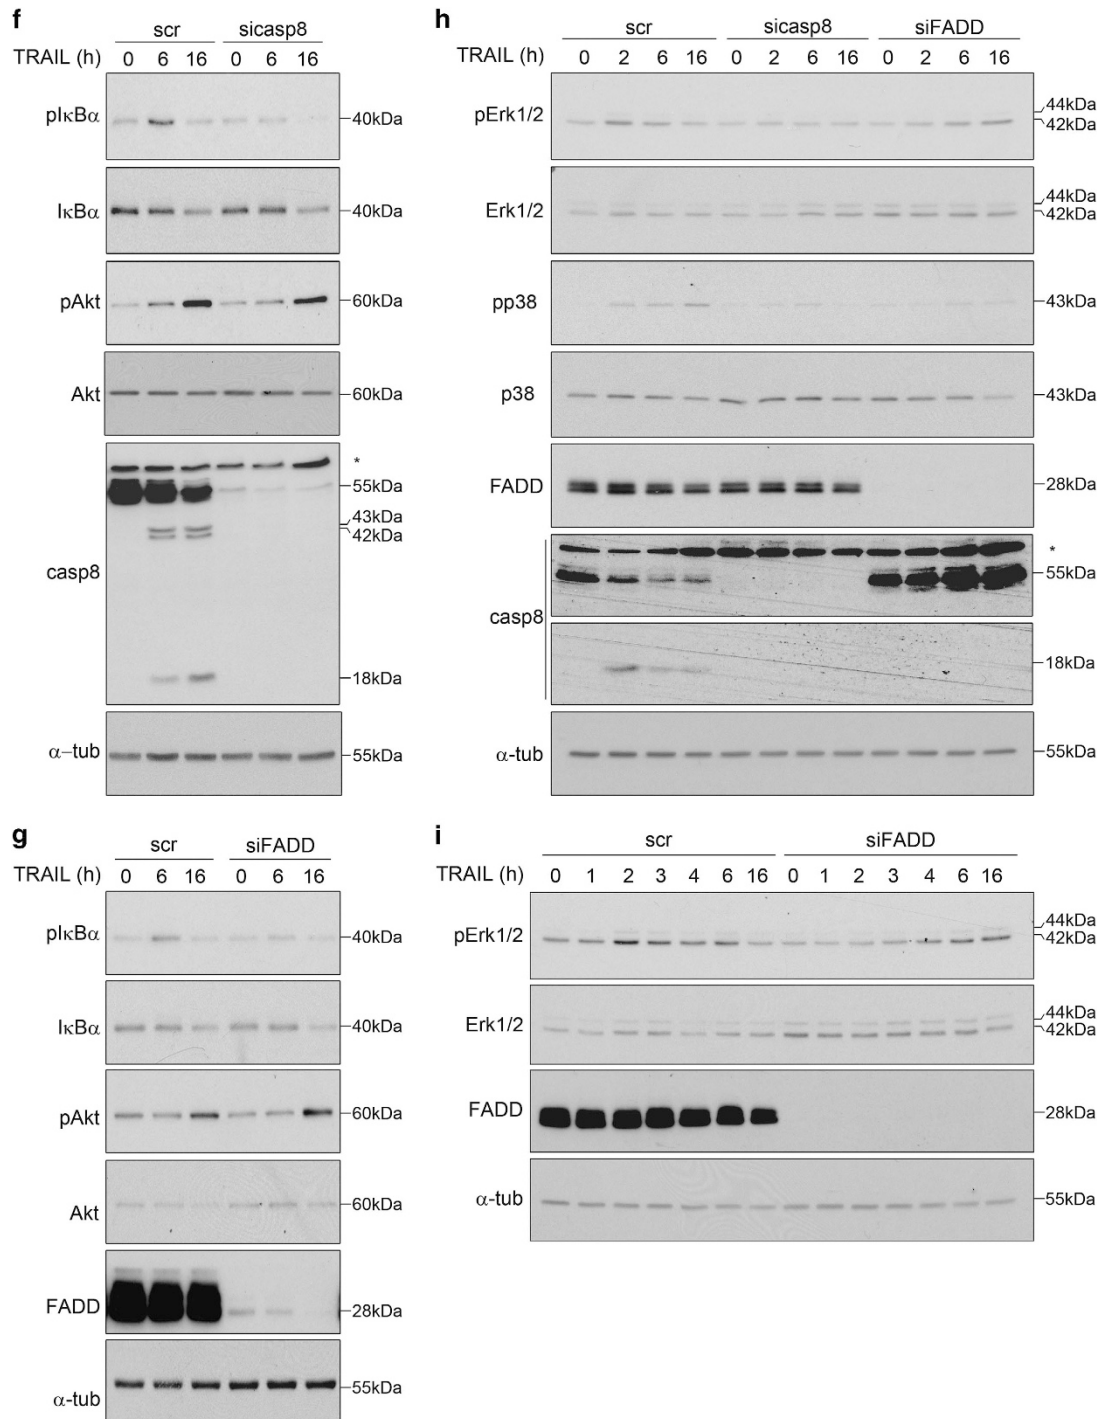 f
scr sicasp8
TRAIL (h) 0 6 16 0 6 16
pIκBα 40kDa
IκBα 40kDa
pAkt 60kDa
Akt 60kDa
*
55kDa
43kDa
42kDa
casp8
18kDa
α–tub 55kDa
h
scr sicasp8 siFADD
TRAIL (h) 0 2 6 16 0 2 6 16 0 2 6 16
pErk1/2 44kDa
42kDa
Erk1/2 44kDa
42kDa
pp38 43kDa
p38 43kDa
FADD 28kDa
*
55kDa
casp8
18kDa
α-tub 55kDa
g
scr siFADD
TRAIL (h) 0 6 16 0 6 16
pIκBα 40kDa
IκBα 40kDa
pAkt 60kDa
Akt 60kDa
FADD 28kDa
α-tub 55kDa
i
scr siFADD
TRAIL (h) 0 1 2 3 4 6 16 0 1 2 3 4 6 16
pErk1/2 44kDa
42kDa
Erk1/2 44kDa
42kDa
FADD 28kDa
α-tub 55kDa